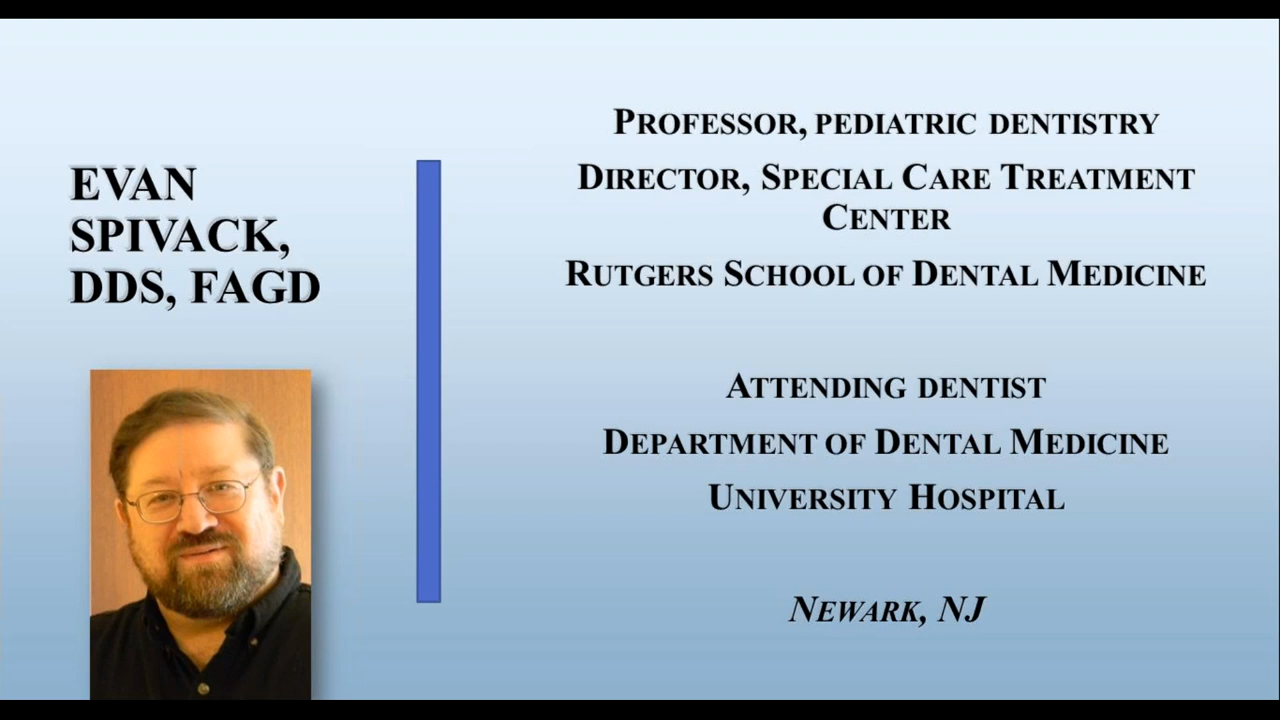 EVAN
SPIVACK,
DDS, FAGD
PROFESSOR, PEDIATRIC DENTISTRY
DIRECTOR, SPECIAL CARE TREATMENT
CENTER
RUTGERS SCHOOL OF DENTAL MEDICINE
ATTENDING DENTIST
DEPARTMENT OF DENTAL MEDICINE
UNIVERSITY HOSPITAL
NEWARK, NJ